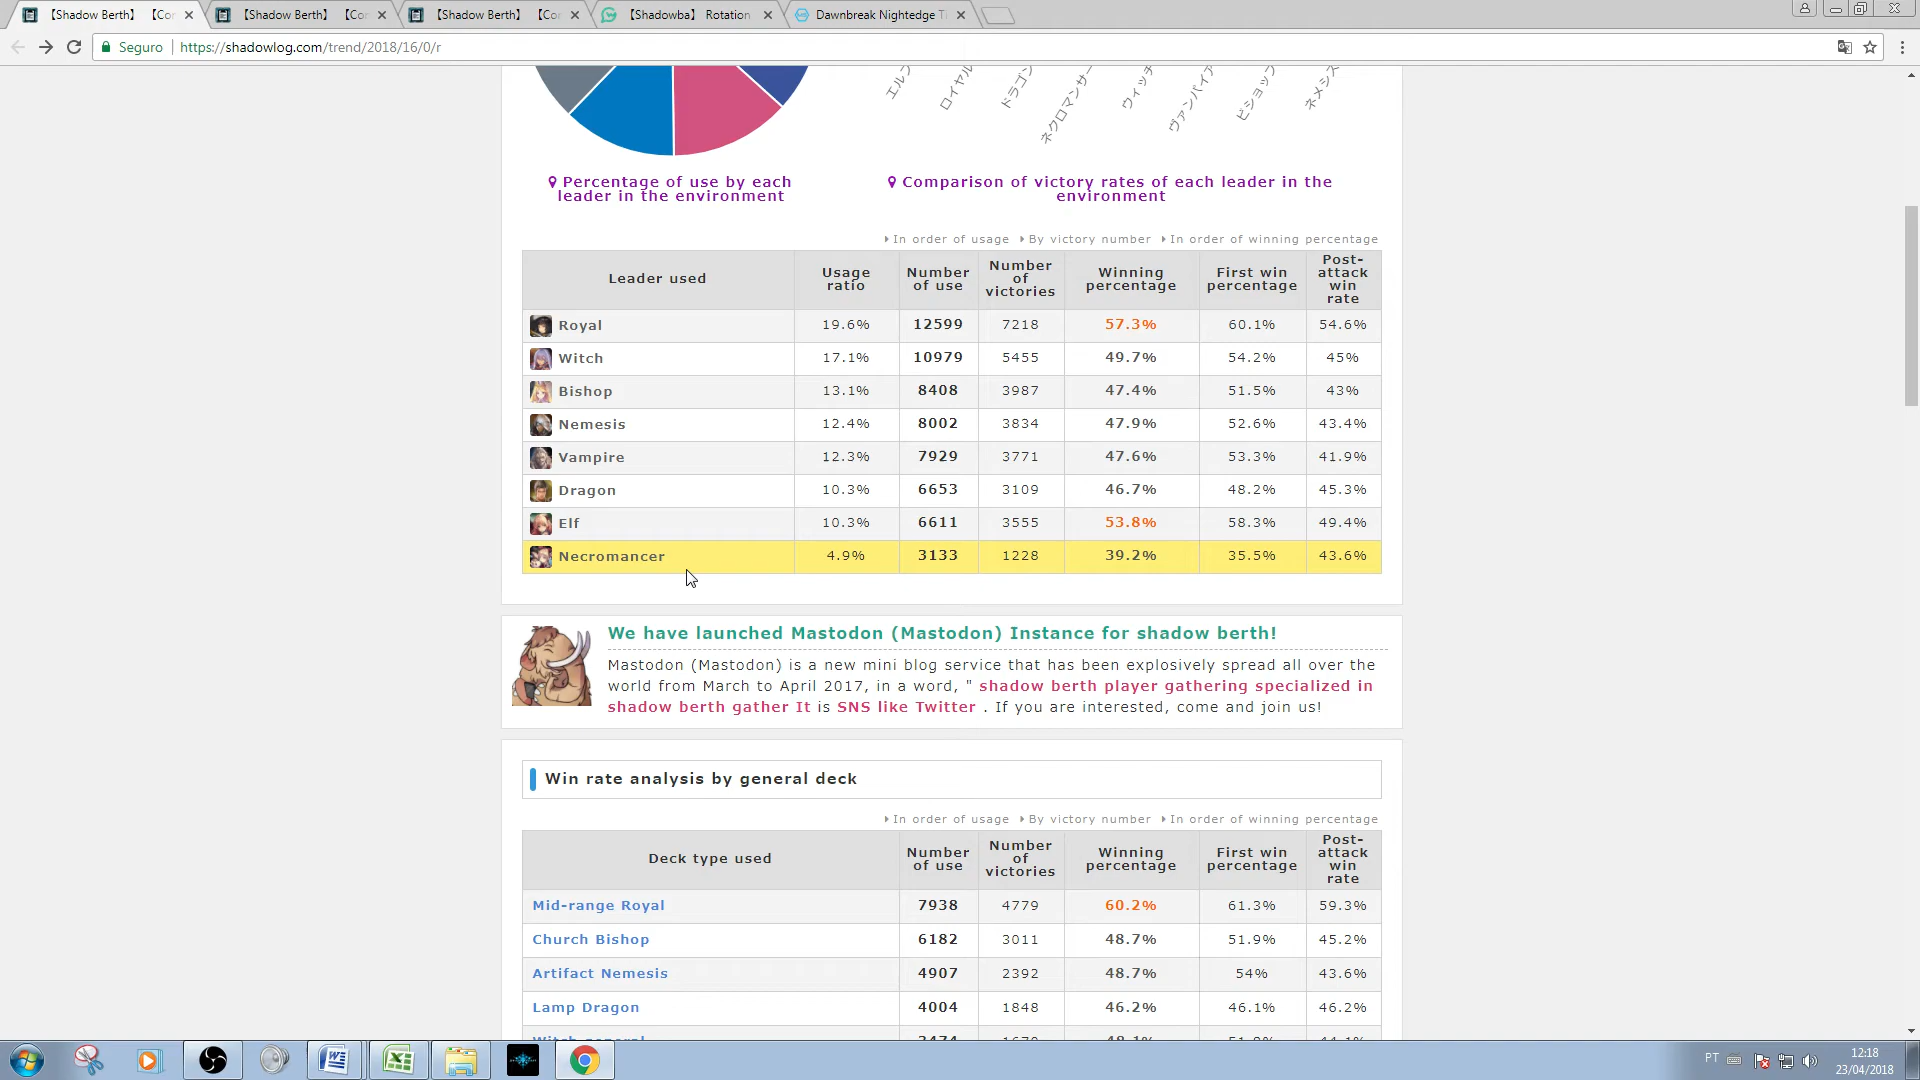 【Shadow Berth】 【Cor
【Shadow Berth】 【Co
【Shadow Berth】 【Co
【Shadowba】 Rotation
Dawnbreak Nightedge Ti
Seguro
https://shadowlog.com/trend/2018/16/0/r
エルフ
ロイヤル
ドラゴン
ネクロマンサー
ウィッチ
ヴァンパイア
ビショップ
ネメシス
Percentage of use by each
leader in the environment
Comparison of victory rates of each leader in the
environment
In order of usage By victory number In order of winning percentage
Leader used Usage ratio Number of use Number of victories Winning percentage First win percentage Post-attack win rate
Royal 19.6% 12599 7218 57.3% 60.1% 54.6%
Witch 17.1% 10979 5455 49.7% 54.2% 45%
Bishop 13.1% 8408 3987 47.4% 51.5% 43%
Nemesis 12.4% 8002 3834 47.9% 52.6% 43.4%
Vampire 12.3% 7929 3771 47.6% 53.3% 41.9%
Dragon 10.3% 6653 3109 46.7% 48.2% 45.3%
Elf 10.3% 6611 3555 53.8% 58.3% 49.4%
Necromancer 4.9% 3133 1228 39.2% 35.5% 43.6%
We have launched Mastodon (Mastodon) Instance for shadow berth!
Mastodon (Mastodon) is a new mini blog service that has been explosively spread all over the
world from March to April 2017, in a word, " shadow berth player gathering specialized in
shadow berth gather It is SNS like Twitter . If you are interested, come and join us!
Win rate analysis by general deck
In order of usage By victory number In order of winning percentage
Deck type used Number of use Number of victories Winning percentage First win percentage Post-attack win rate
Mid-range Royal 7938 4779 60.2% 61.3% 59.3%
Church Bishop 6182 3011 48.7% 51.9% 45.2%
Artifact Nemesis 4907 2392 48.7% 54% 43.6%
Lamp Dragon 4004 1848 46.2% 46.1% 46.2%
PT
12:18
23/04/2018